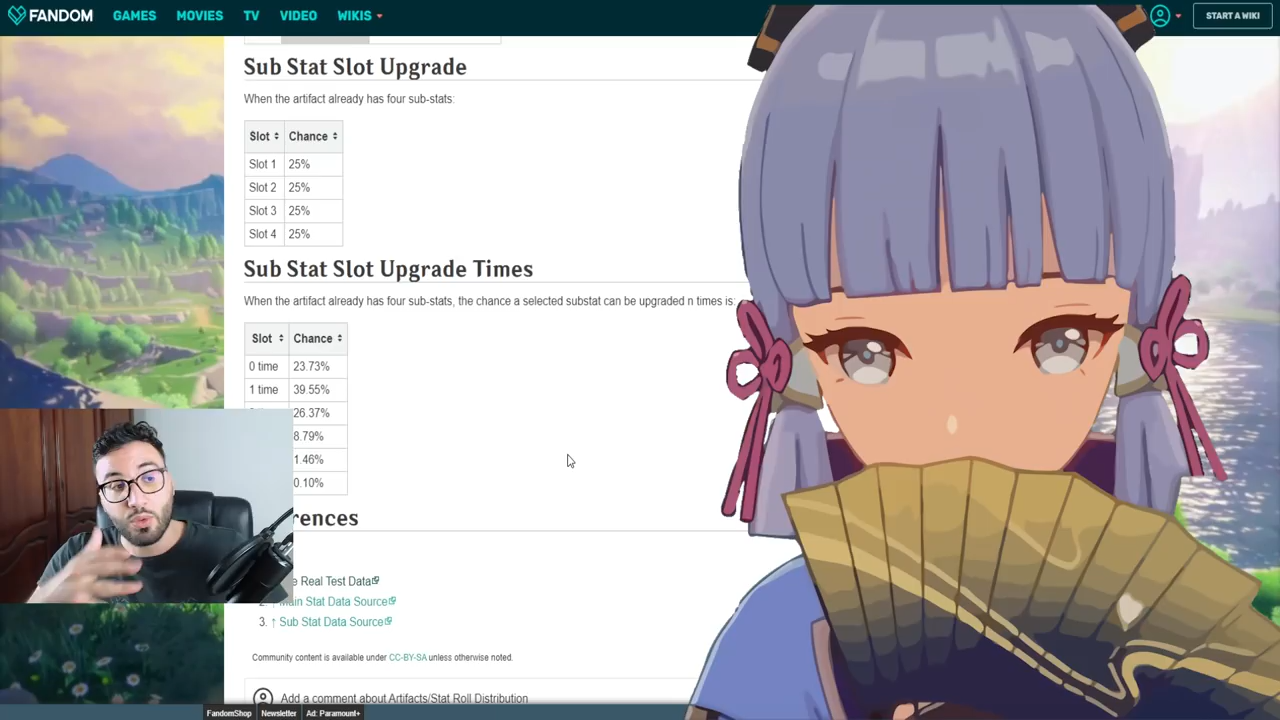 FANDOM GAMES MOVIES TV VIDEO WIKIS START A WIKI
Sub Stat Slot Upgrade
When the artifact already has four sub-stats:
Slot Chance
Slot 1 25%
Slot 2 25%
Slot 3 25%
Slot 4 25%
Sub Stat Slot Upgrade Times
When the artifact already has four sub-stats, the chance a selected substat can be upgraded n times is:
Slot Chance
0 time 23.73%
1 time 39.55%
26.37%
8.79%
1.46%
0.10%
Real Test Data
2. ↑ Main Stat Data Source
3. ↑ Sub Stat Data Source
Community content is available under CC-BY-SA unless otherwise noted.
Add a comment about Artifacts/Stat Roll Distribution
FandomShop Newsletter Ad: Paramount+